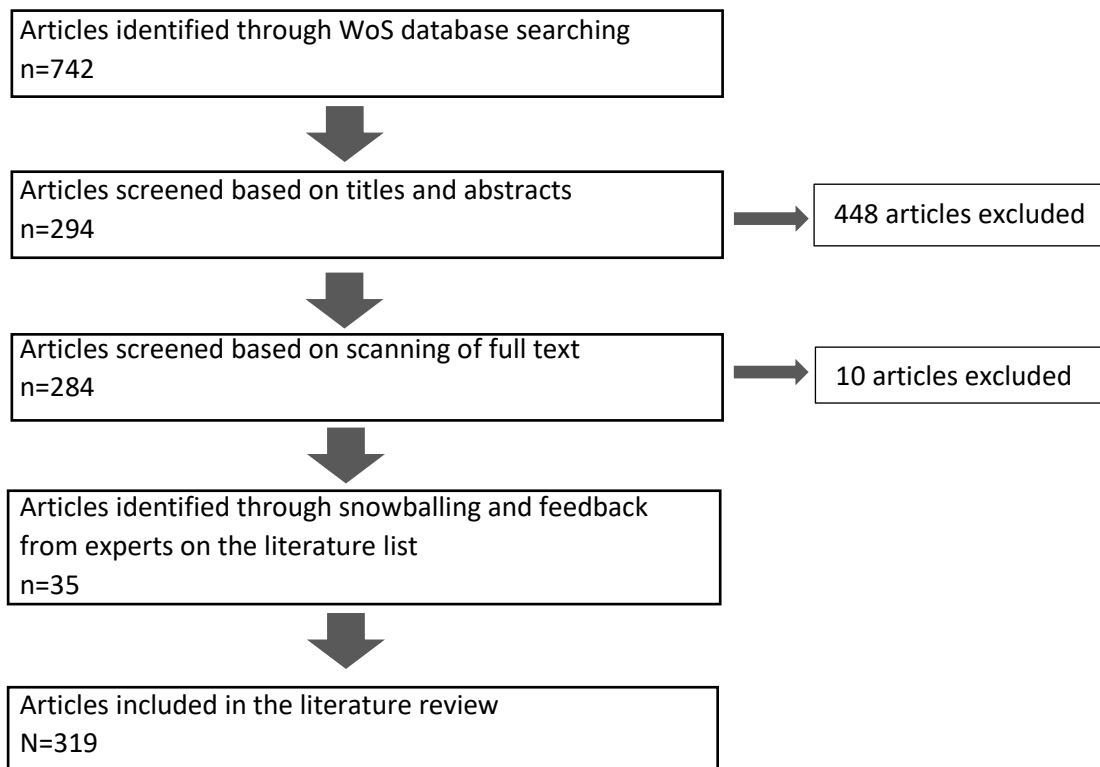 Articles identified through WoS database searching
n=742
Articles screened based on titles and abstracts
n=294
448 articles excluded
Articles screened based on scanning of full text
n=284
10 articles excluded
Articles identified through snowballing and feedback
from experts on the literature list
n=35
Articles included in the literature review
N=319